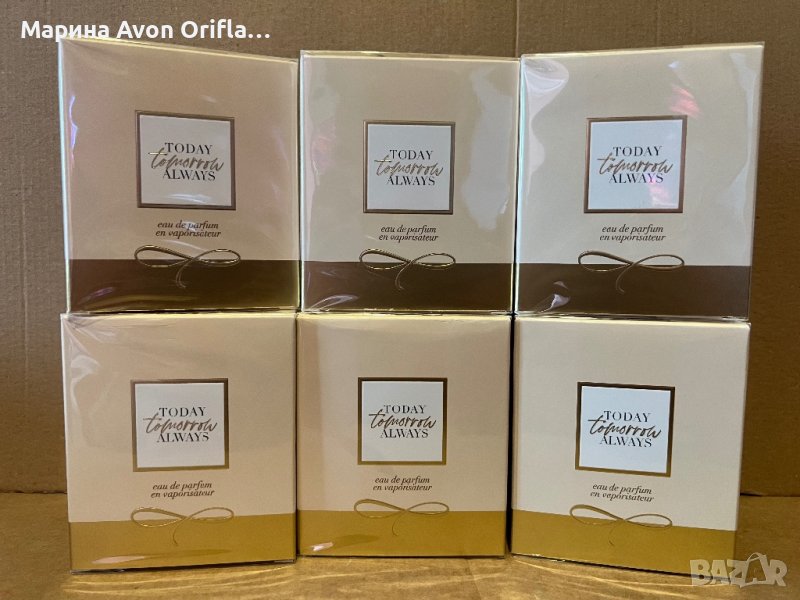 Марина Avon Orifla...
TODAY
tomorrow
ALWAYS
eau de parfum
en vaporisateur
TODAY
tomorrow
ALWAYS
eau de parfum
en vaporisateur
TODAY
tomorrow
ALWAYS
eau de parfum
en vaporisateur
TODAY
tomorrow
ALWAYS
eau de parfum
en vaporisateur
TODAY
tomorrow
ALWAYS
eau de parfum
en vaporisateur
TODAY
tomorrow
ALWAYS
eau de parfum
en vaporisateur
BAZAR